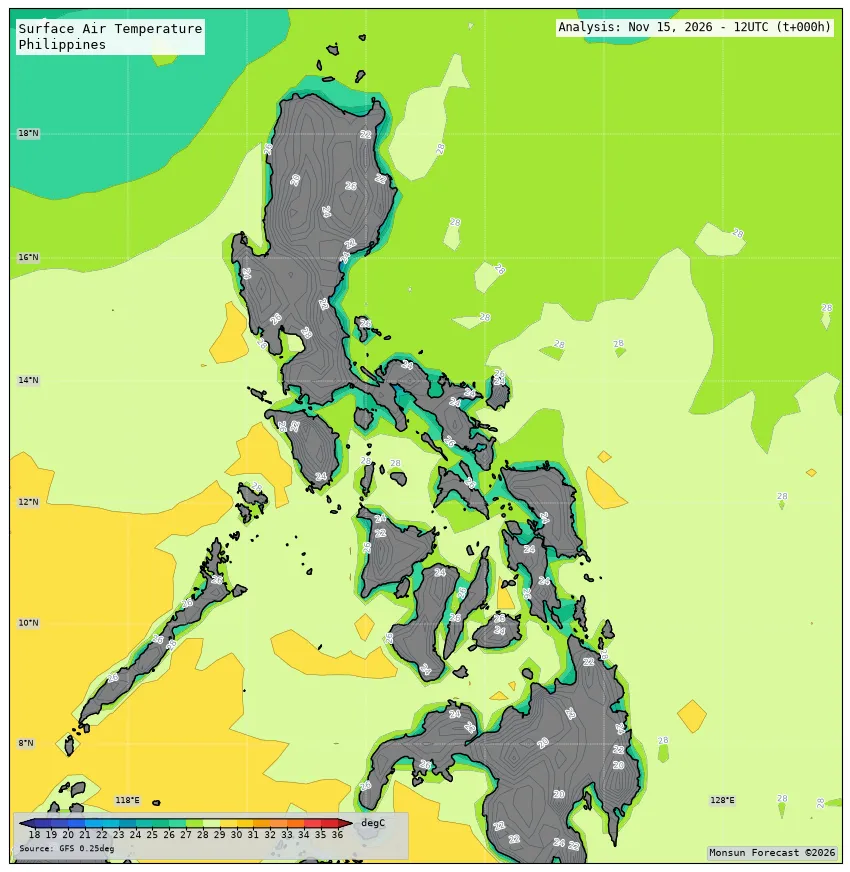 Surface Air Temperature
Philippines
Analysis: Nov 15, 2026 - 12UTC (t+000h)
18°N
16°N
14°N
12°N
10°N
8°N
118°E
128°E
18 19 20 21 22 23 24 25 26 27 28 29 30 31 32 33 34 35 36
degC
Source: GFS 0.25deg
Monsun Forecast ©2026